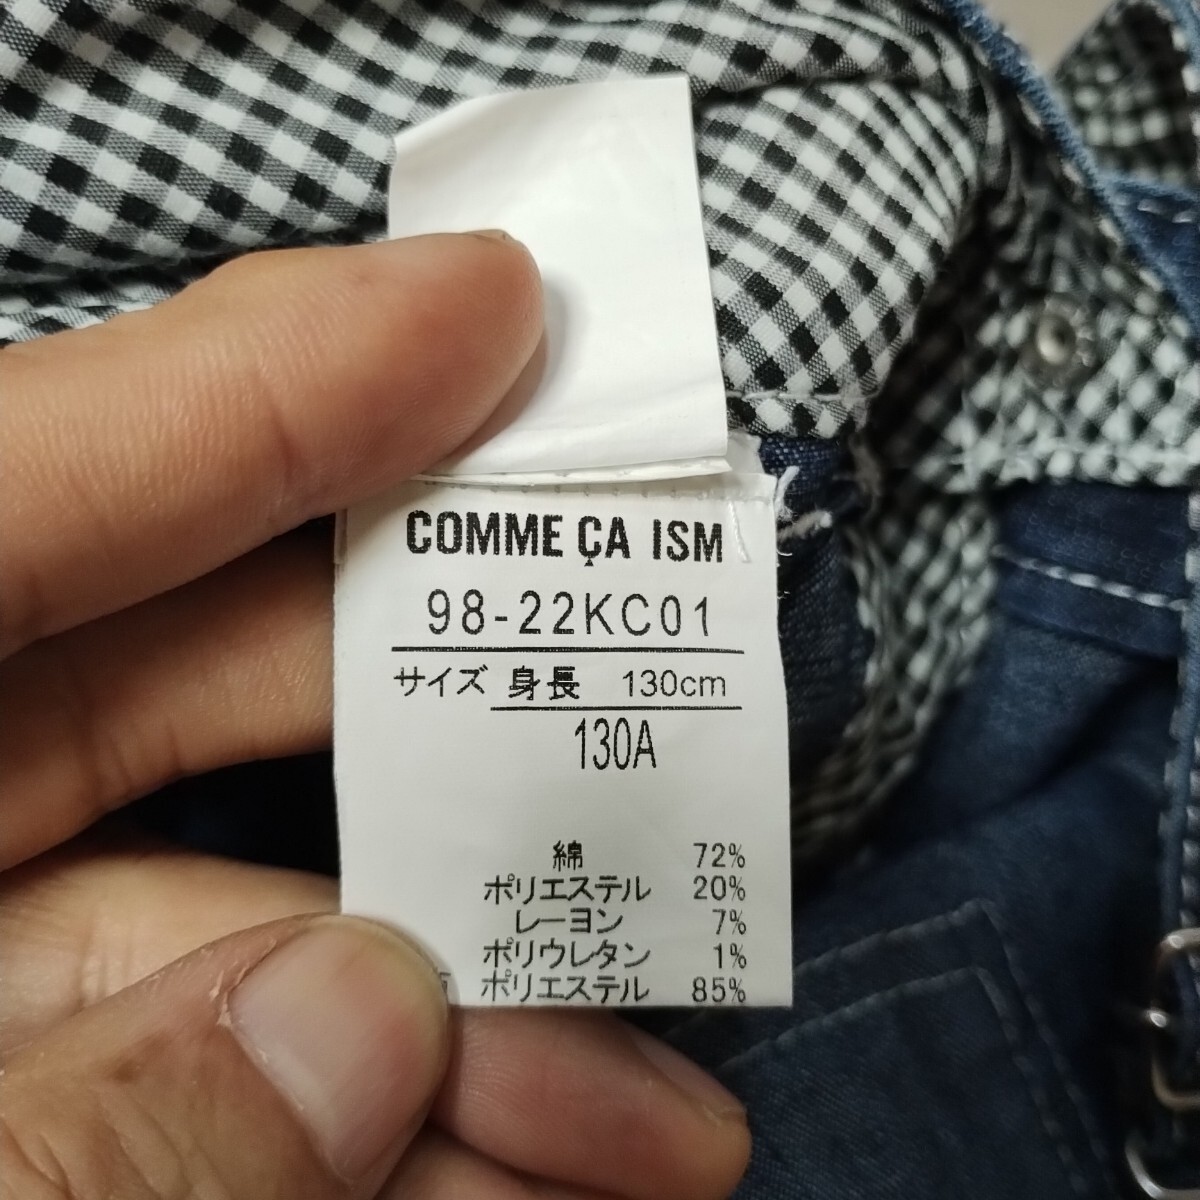 COMME ÇA ISM
98-22KC01
サイズ 身長 130cm
130A
綿 72%
ポリエステル 20%
レーヨン 7%
ポリウレタン 1%
ポリエステル 85%